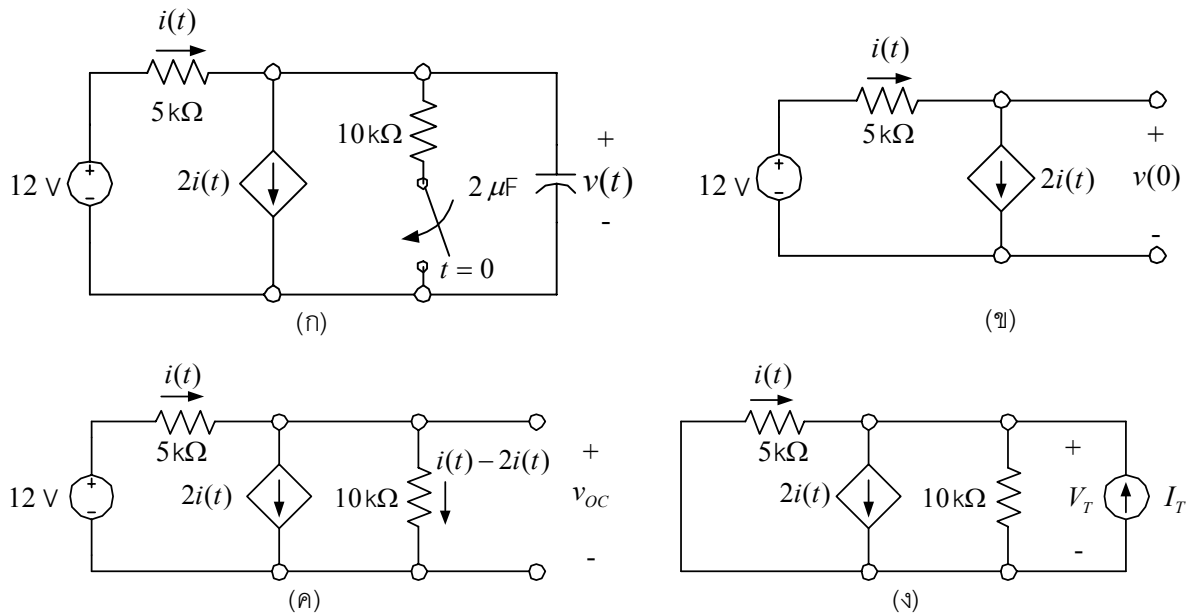 i(t)
5kΩ
12 V
2i(t)
10kΩ
2 μF
v(t)
+
-
t = 0
(ก)
i(t)
5kΩ
12 V
2i(t)
+
v(0)
-
(ข)
i(t)
5kΩ
12 V
2i(t)
10kΩ
i(t) − 2i(t)
+
v_OC
-
(ค)
i(t)
5kΩ
2i(t)
10kΩ
+
V_T
-
I_T
(ง)